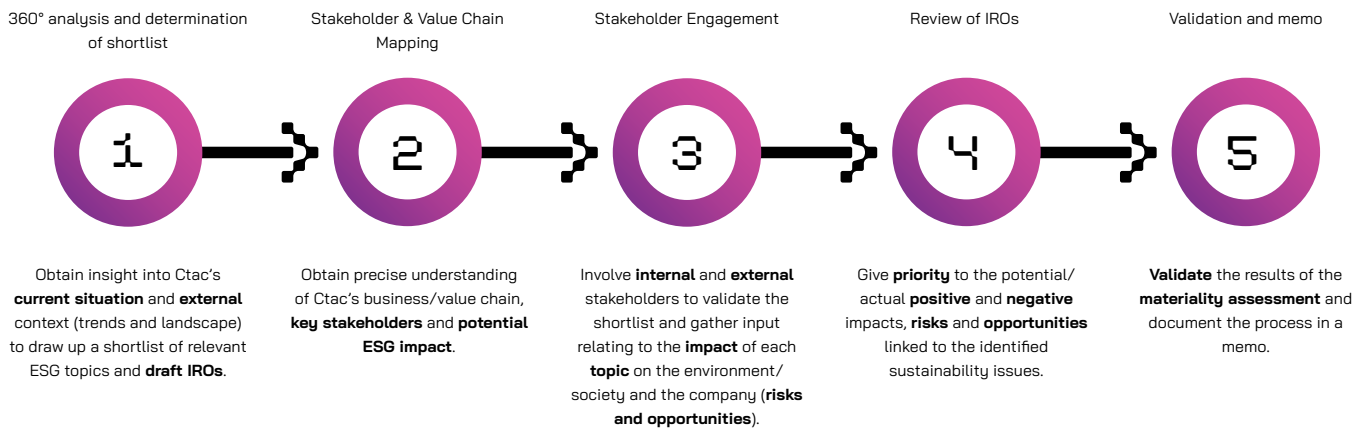 360° analysis and determination
of shortlist
1
Obtain insight into Ctac's
current situation and external
context (trends and landscape)
to draw up a shortlist of relevant
ESG topics and draft IROs.
Stakeholder & Value Chain
Mapping
2
Obtain precise understanding
of Ctac's business/value chain,
key stakeholders and potential
ESG impact.
Stakeholder Engagement
3
Involve internal and external
stakeholders to validate the
shortlist and gather input
relating to the impact of each
topic on the environment/
society and the company (risks
and opportunities).
Review of IROs
4
Give priority to the potential/
actual positive and negative
impacts, risks and opportunities
linked to the identified
sustainability issues.
Validation and memo
5
Validate the results of the
materiality assessment and
document the process in a
memo.